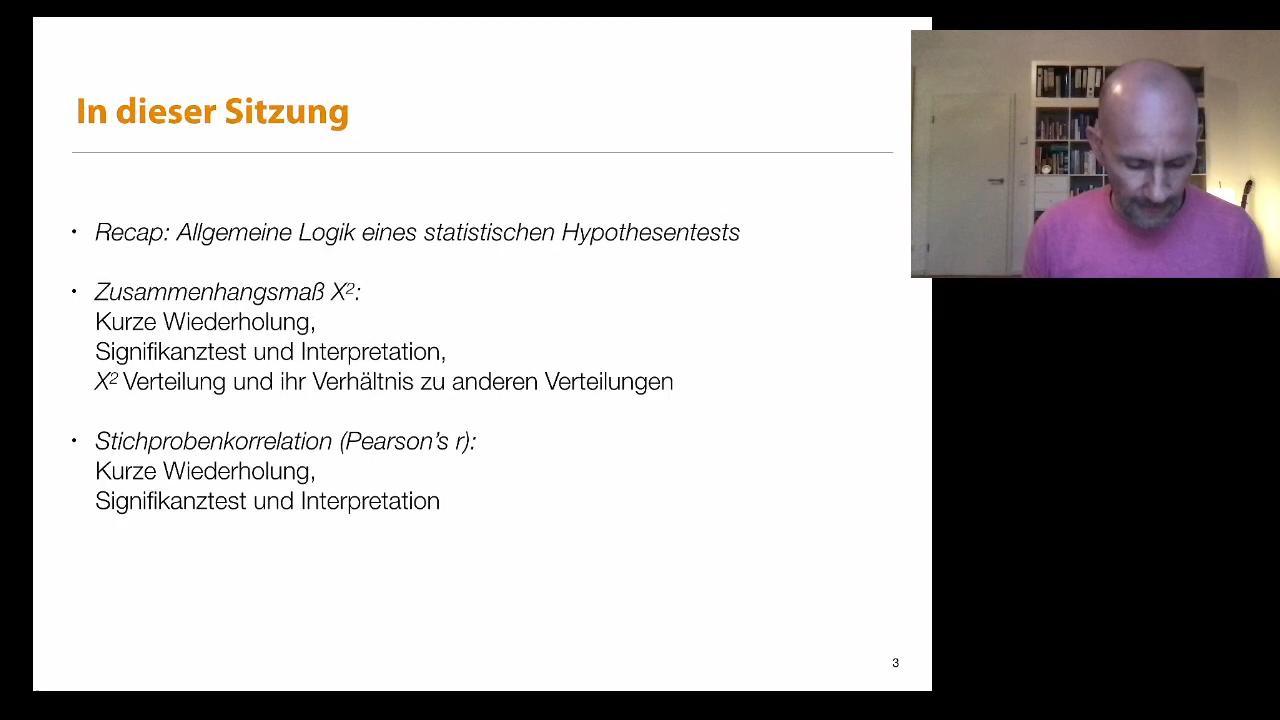 In dieser Sitzung
• Recap: Allgemeine Logik eines statistischen Hypothesentests
• Zusammenhangsmaß X²:
Kurze Wiederholung,
Signifikanztest und Interpretation,
X² Verteilung und ihr Verhältnis zu anderen Verteilungen
• Stichprobenkorrelation (Pearson’s r):
Kurze Wiederholung,
Signifikanztest und Interpretation
3